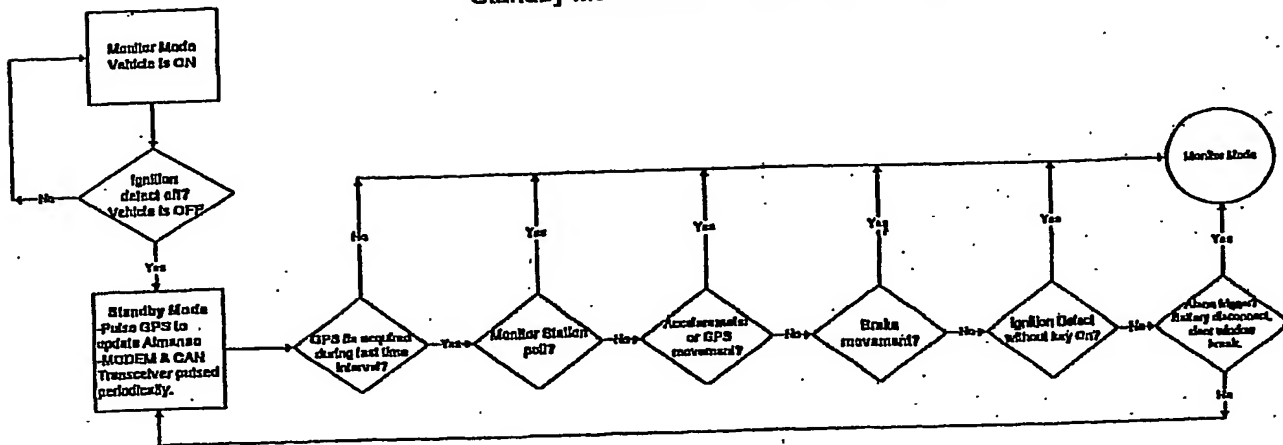 Standby
Monitor Mode
Vehicle is ON
Ignition
detect off?
Vehicle is OFF
No
Yes
Standby Mode
-Pulse GPS to
update Almanac
-MODEM & CAN
Transceiver pulsed
periodically.
GPS fix acquired
during last time
interval?
No
Yes
Monitor Station
poll?
Yes
No
Accelerometer
or GPS
movement?
Yes
No
Brake
movement?
Yes
No
Ignition Detect
without key On?
Yes
No
Alarm trigger?
Battery disconnect,
door window
break.
Yes
No
Monitor Mode